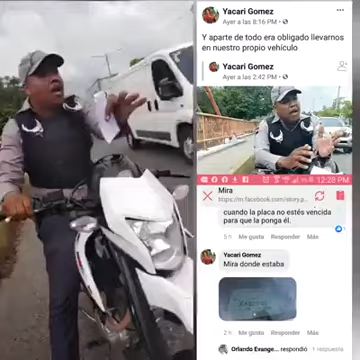 Yacari Gomez
Ayer a las 8:16 PM •
Y aparte de todo era obligado llevarnos
en nuestro propio vehículo
Yacari Gomez
Ayer a las 2:42 PM •
12:28 PM
Mira
https://m.facebook.com/story.p
cuando la placa no estés vencida
para que la ponga él.
5 h Me gusta Responder Más
Yacari Gomez
Mira donde estaba
2 h Me gusta Responder Más
Orlando Evange... respondió · 1 respuesta